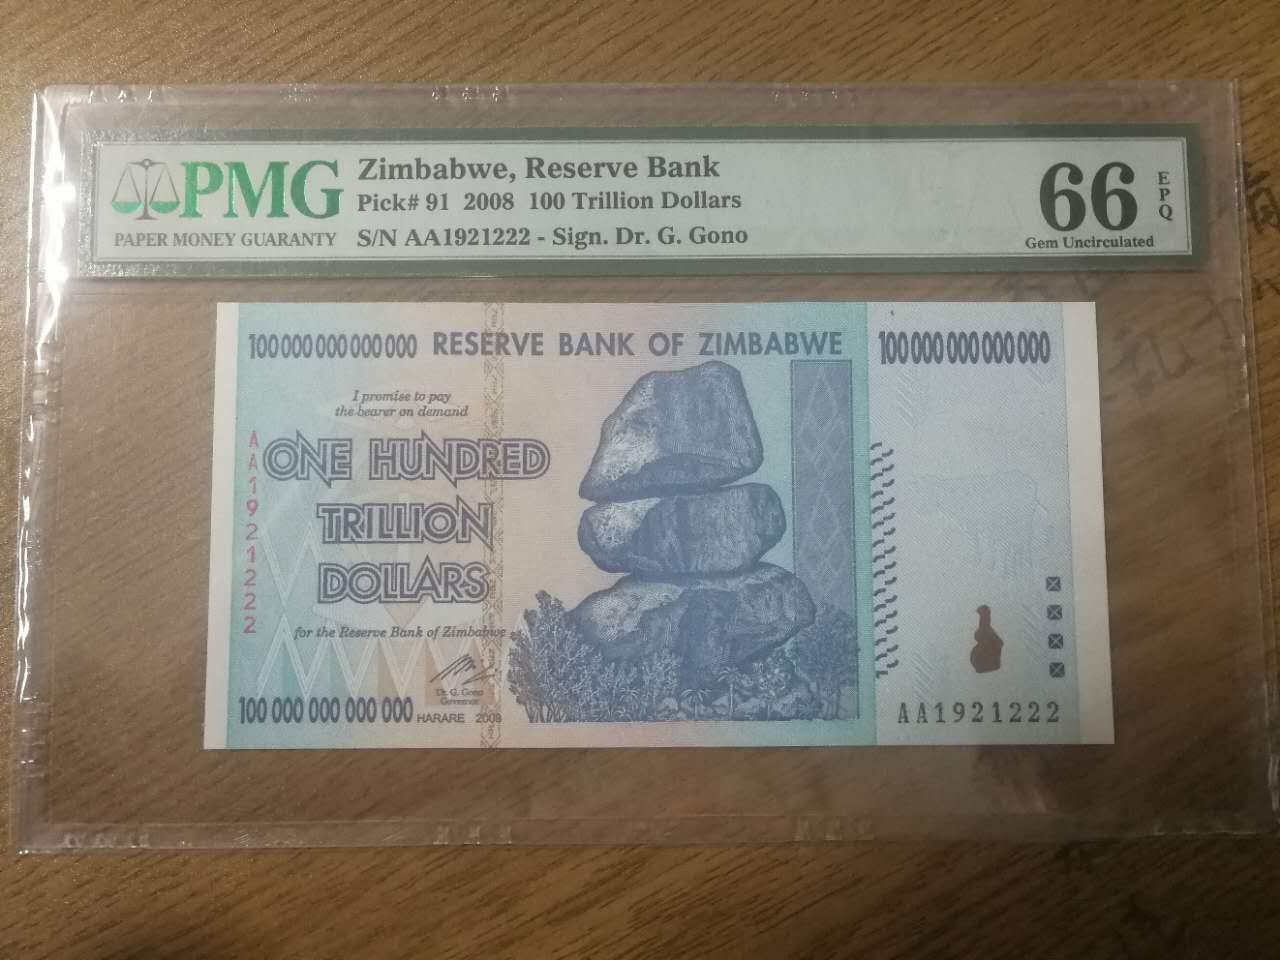 PMG
PAPER MONEY GUARANTY
Zimbabwe, Reserve Bank
Pick# 91 2008 100 Trillion Dollars
S/N AA1921222 - Sign. Dr. G. Gono
66
EPQ
Gem Uncirculated
100 000 000 000 000
RESERVE BANK OF ZIMBABWE
100 000 000 000 000
I promise to pay
the bearer on demand
ONE HUNDRED
TRILLION
DOLLARS
AA1921222
for the Reserve Bank of Zimbabwe
Dr. G. Gono
Governor
100 000 000 000 000
HARARE 2008
AA1921222